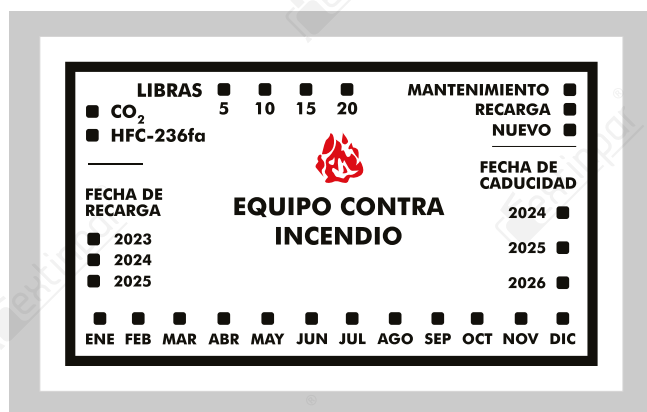 LIBRAS
5 10 15 20
CO2
HFC-236fa
MANTENIMIENTO
RECARGA
NUEVO
FECHA DE
RECARGA
2023
2024
2025
EQUIPO CONTRA
INCENDIO
FECHA DE
CADUCIDAD
2024
2025
2026
ENE FEB MAR ABR MAY JUN JUL AGO SEP OCT NOV DIC